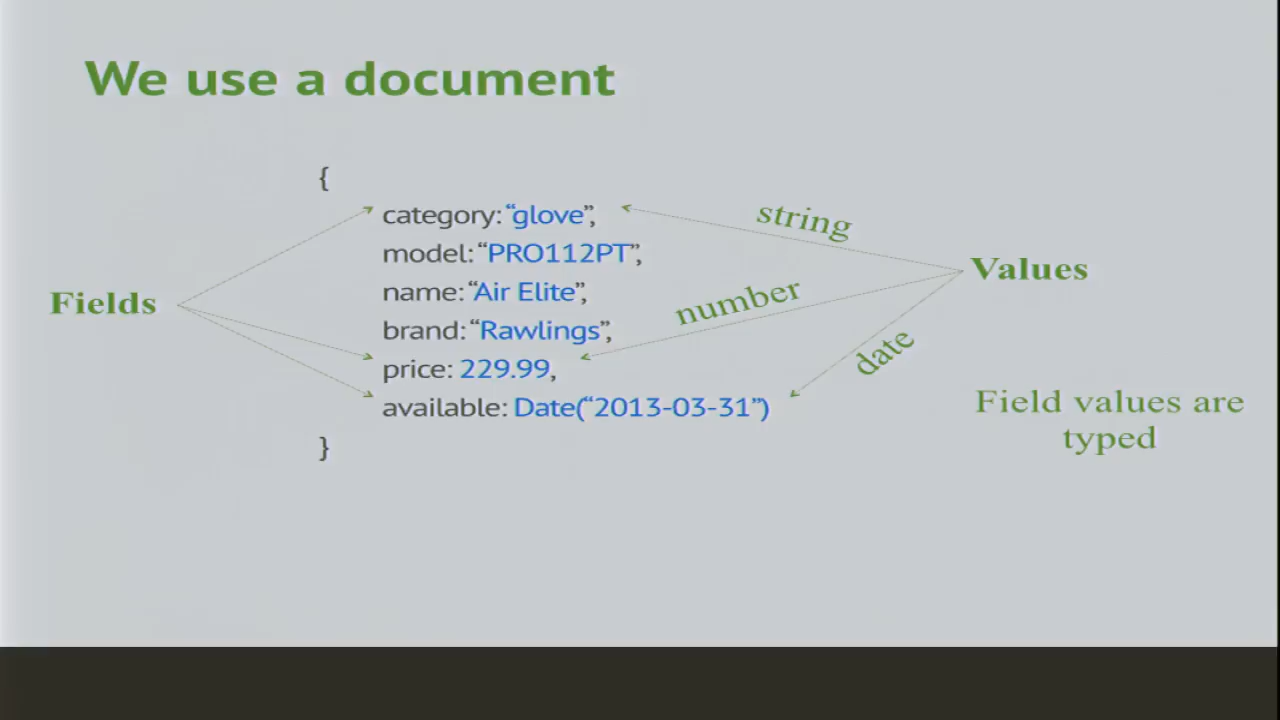 We use a document
{
category: “glove”,
model: “PRO112PT”,
name: “Air Elite”,
brand: “Rawlings”,
price: 229.99,
available: Date(“2013-03-31”)
}
Fields
string
number
date
Values
Field values are
typed